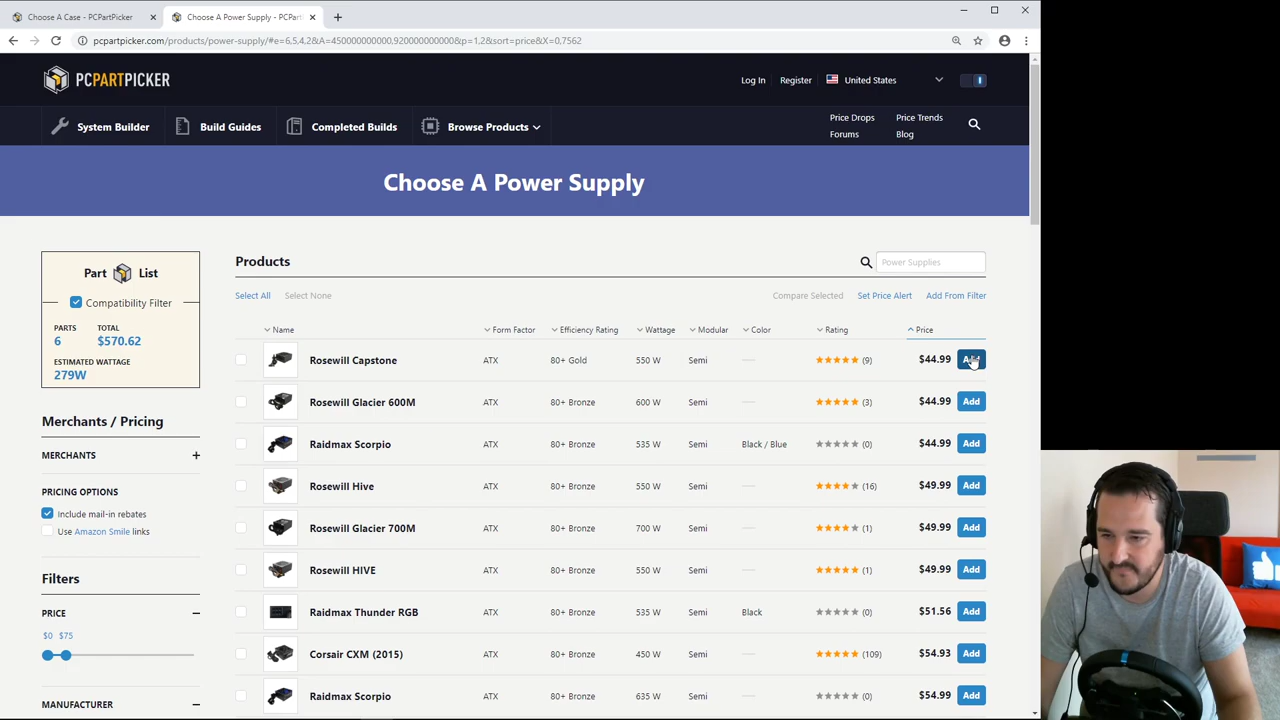 Choose A Case - PCPartPicker
Choose A Power Supply - PCPart
pcpartpicker.com/products/power-supply/#e=6,5,4,2&A=450000000000,920000000000&p=1,2&sort=price&X=0,7562
PCPARTPICKER
Log In Register United States
System Builder Build Guides Completed Builds Browse Products
Price Drops Price Trends
Forums Blog
Choose A Power Supply
Part List
Compatibility Filter
PARTS TOTAL
6 $570.62
ESTIMATED WATTAGE
279W
Merchants / Pricing
MERCHANTS +
PRICING OPTIONS
Include mail-in rebates
Use Amazon Smile links
Filters
PRICE
$0 $75
MANUFACTURER
Products
Power Supplies
Select All Select None Compare Selected Set Price Alert Add From Filter
Name Form Factor Efficiency Rating Wattage Modular Color Rating Price
Rosewill Capstone ATX 80+ Gold 550 W Semi (9) $44.99
Rosewill Glacier 600M ATX 80+ Bronze 600 W Semi (3) $44.99 Add
Raidmax Scorpio ATX 80+ Bronze 535 W Semi Black / Blue (0) $44.99 Add
Rosewill Hive ATX 80+ Bronze 550 W Semi (16) $49.99 Add
Rosewill Glacier 700M ATX 80+ Bronze 700 W Semi (1) $49.99 Add
Rosewill HIVE ATX 80+ Bronze 550 W Semi (1) $49.99 Add
Raidmax Thunder RGB ATX 80+ Bronze 535 W Semi Black (0) $51.56 Add
Corsair CXM (2015) ATX 80+ Bronze 450 W Semi (109) $54.93 Add
Raidmax Scorpio ATX 80+ Bronze 635 W Semi (0) $54.99 Add